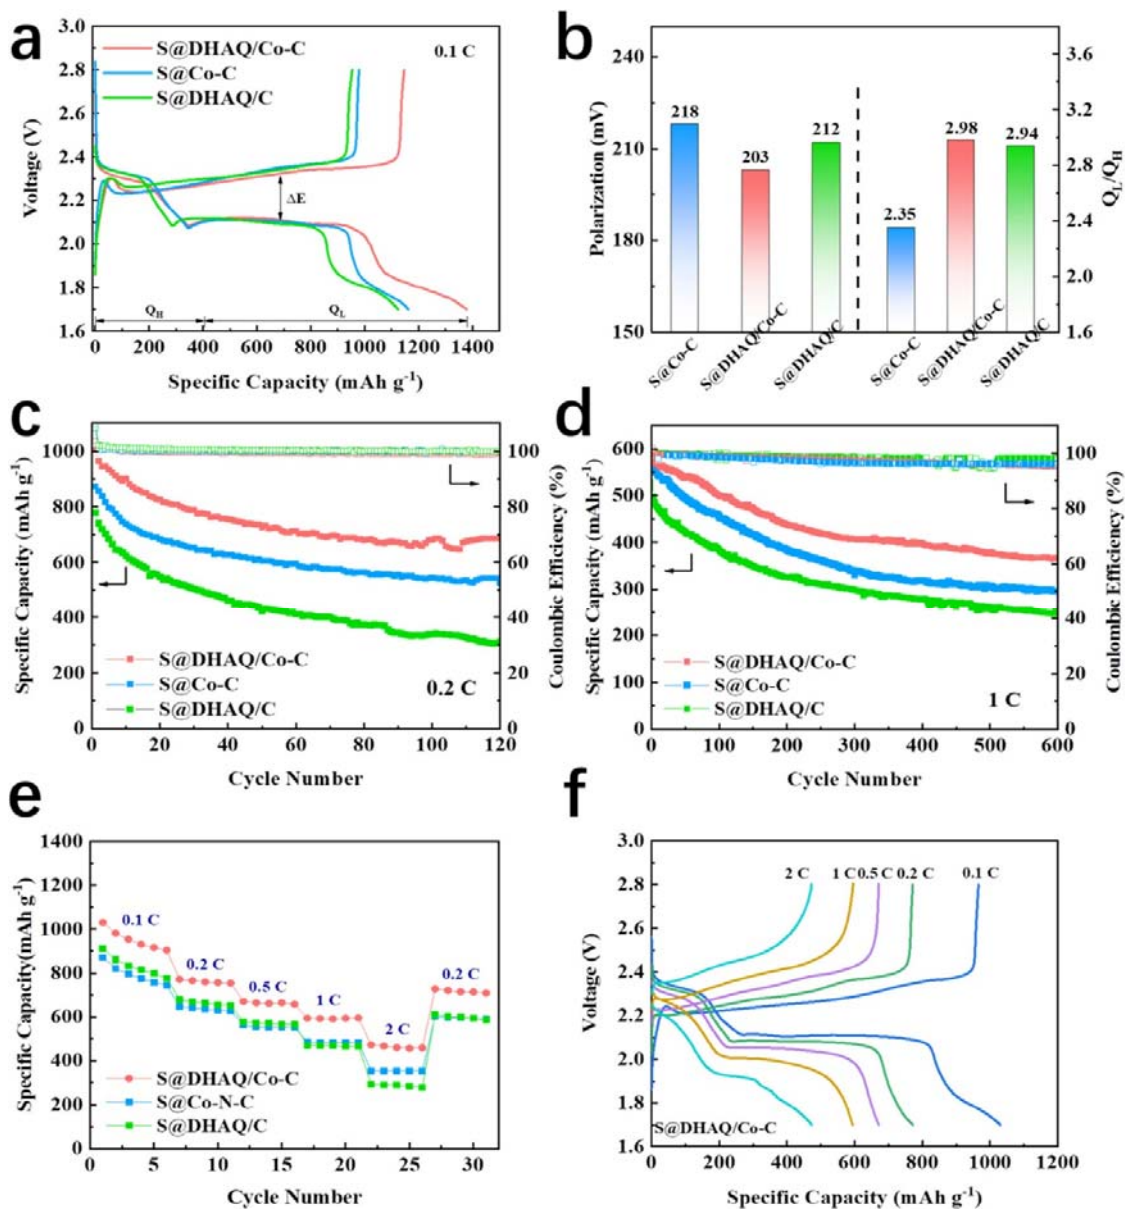 a
3.0
2.8
2.6
2.4
2.2
2.0
1.8
1.6
Voltage (V)
S@DHAQ/Co-C
S@Co-C
S@DHAQ/C
0.1 C
ΔE
Q_H
Q_L
0 200 400 600 800 1000 1200 1400
Specific Capacity (mAh g⁻¹)
b
240
210
180
150
Polarization (mV)
218
203
212
2.35
2.98
2.94
3.6
3.2
2.8
2.4
2.0
1.6
Q_L/Q_H
S@Co-C
S@DHAQ/Co-C
S@DHAQ/C
S@Co-C
S@DHAQ/Co-C
S@DHAQ/C
c
1000
800
600
400
200
0
Specific Capacity (mAh g⁻¹)
S@DHAQ/Co-C
S@Co-C
S@DHAQ/C
0.2 C
100
80
60
40
20
0
Coulombic Efficiency (%)
0 20 40 60 80 100 120
Cycle Number
d
600
550
500
450
400
350
300
250
200
150
100
50
0
Specific Capacity (mAh g⁻¹)
S@DHAQ/Co-C
S@Co-C
S@DHAQ/C
1 C
100
80
60
40
20
0
Coulombic Efficiency (%)
0 100 200 300 400 500 600
Cycle Number
e
1400
1200
1000
800
600
400
200
0
Specific Capacity(mAh g⁻¹)
0.1 C
0.2 C
0.5 C
1 C
2 C
0.2 C
S@DHAQ/Co-C
S@Co-N-C
S@DHAQ/C
0 5 10 15 20 25 30
Cycle Number
f
3.0
2.8
2.6
2.4
2.2
2.0
1.8
1.6
Voltage (V)
2 C 1 C 0.5 C 0.2 C 0.1 C
S@DHAQ/Co-C
0 200 400 600 800 1000 1200
Specific Capacity (mAh g⁻¹)